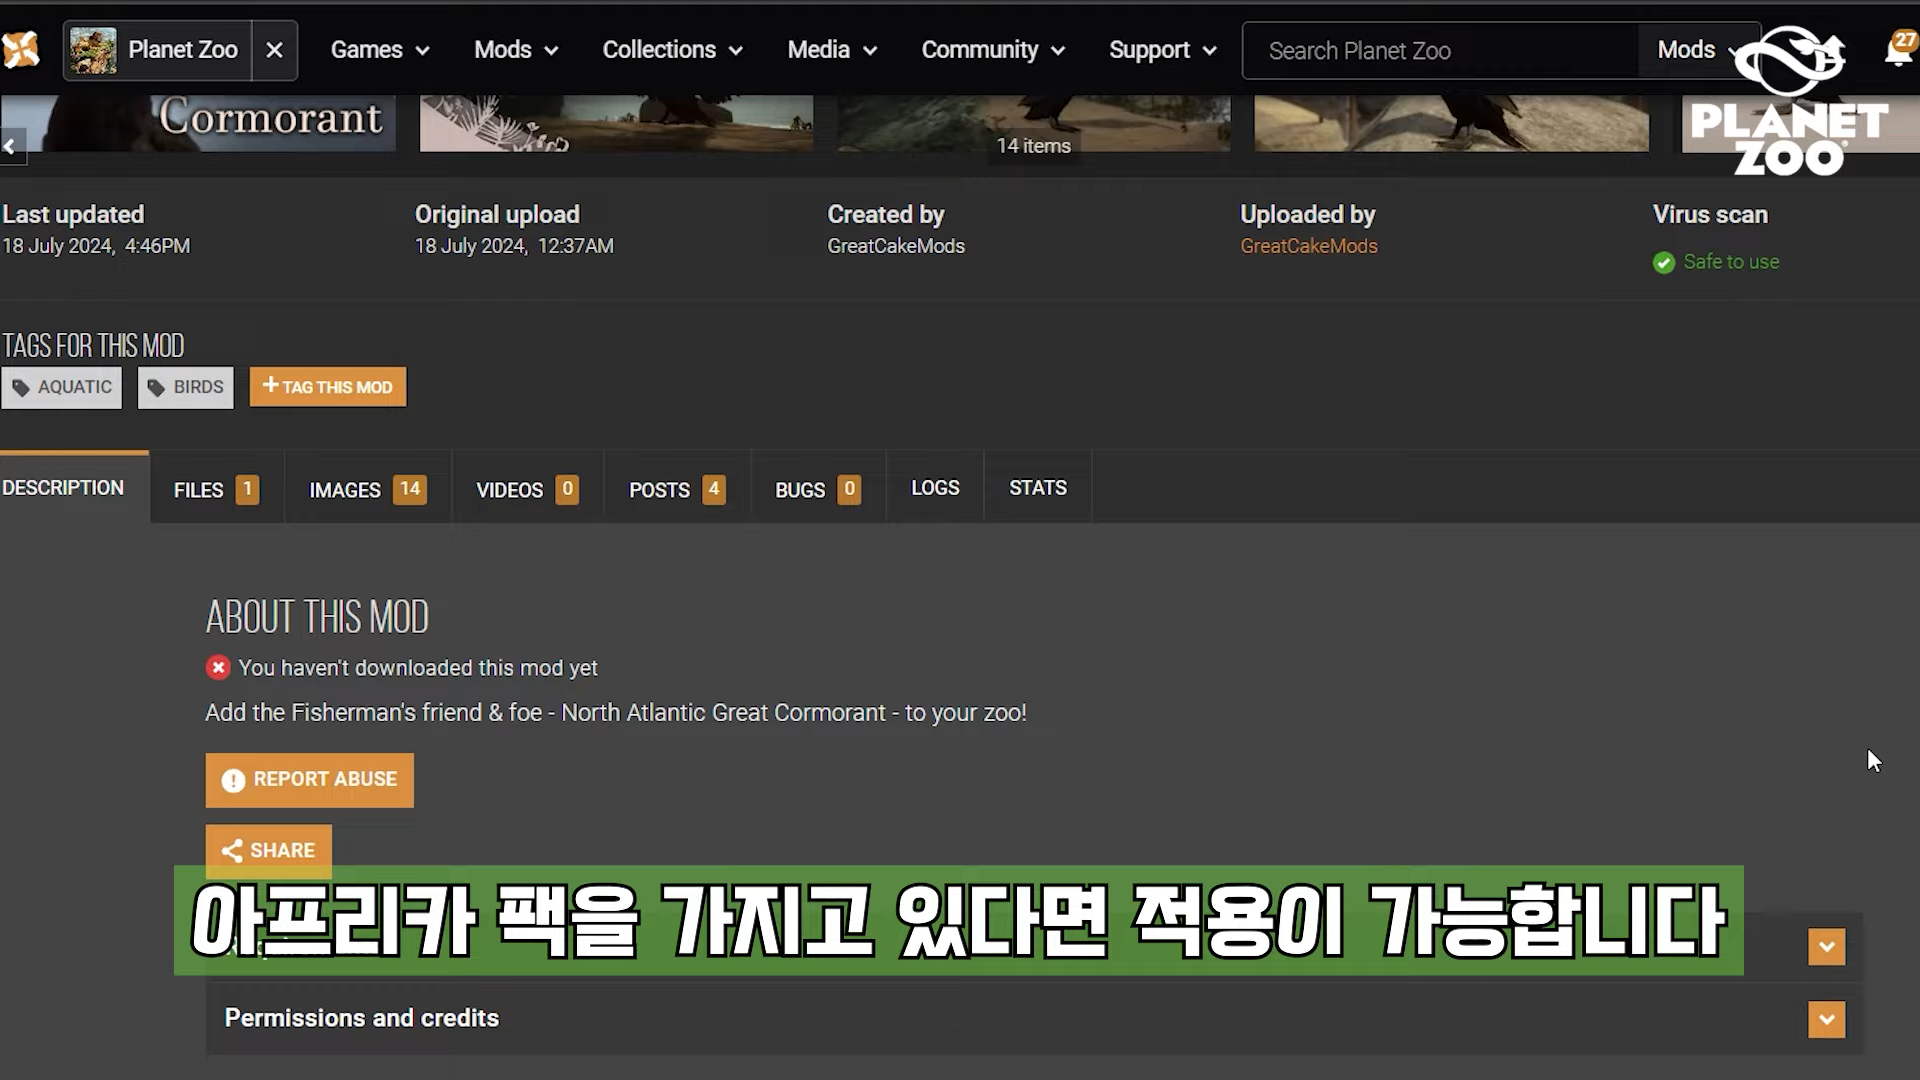 Planet Zoo
Games
Mods
Collections
Media
Community
Support
Search Planet Zoo
Mods
27
PLANET
ZOO
Cormorant
14 items
Last updated
18 July 2024, 4:46PM
Original upload
18 July 2024, 12:37AM
Created by
GreatCakeMods
Uploaded by
GreatCakeMods
Virus scan
Safe to use
TAGS FOR THIS MOD
AQUATIC
BIRDS
+ TAG THIS MOD
DESCRIPTION
FILES 1
IMAGES 14
VIDEOS 0
POSTS 4
BUGS 0
LOGS
STATS
ABOUT THIS MOD
You haven't downloaded this mod yet
Add the Fisherman's friend & foe - North Atlantic Great Cormorant - to your zoo!
REPORT ABUSE
SHARE
아프리카 팩을 가지고 있다면 적용이 가능합니다
Permissions and credits